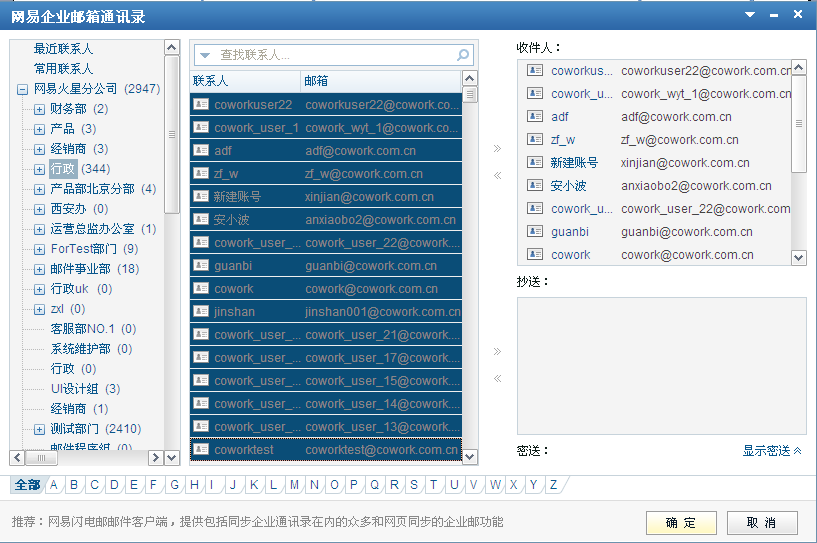 网易企业邮箱通讯录
最近联系人
常用联系人
网易火星分公司 (2947)
财务部 (2)
产品 (3)
经销商 (3)
行政 (344)
产品部北京分部 (4)
西安办 (0)
运营总监办公室 (1)
ForTest部门 (9)
邮件事业部 (18)
行政uk (0)
zxl (0)
客服部NO.1 (0)
系统维护部 (0)
行政 (0)
UI设计组 (3)
经销商 (1)
测试部门 (2410)
邮件程序组 (0)
查找联系人...
联系人 邮箱
coworkuser22 coworkuser22@cowork.co...
cowork_user_1 cowork_wyt_1@cowork.co...
adf adf@cowork.com.cn
zf_w zf_w@cowork.com.cn
新建账号 xinjian@cowork.com.cn
安小波 anxiaobo2@cowork.com.cn
cowork_user_... cowork_user_22@cowork....
guanbi guanbi@cowork.com.cn
cowork cowork@cowork.com.cn
jinshan jinshan001@cowork.com.cn
cowork_user_... cowork_user_21@cowork....
cowork_user_... cowork_user_17@cowork....
cowork_user_... cowork_user_15@cowork....
cowork_user_... cowork_user_14@cowork....
cowork_user_... cowork_user_13@cowork....
coworktest coworktest@cowork.com.cn
收件人：
coworkus... coworkuser22@cowork.com.cn
cowork_u... cowork_wyt_1@cowork.com.cn
adf adf@cowork.com.cn
zf_w zf_w@cowork.com.cn
新建账号 xinjian@cowork.com.cn
安小波 anxiaobo2@cowork.com.cn
cowork_u... cowork_user_22@cowork.com
guanbi guanbi@cowork.com.cn
cowork cowork@cowork.com.cn
抄送：
密送： 显示密送
全部 A B C D E F G H I J K L M N O P Q R S T U V W X Y Z
推荐：网易闪电邮邮件客户端，提供包括同步企业通讯录在内的众多和网页同步的企业邮功能
确 定 取 消